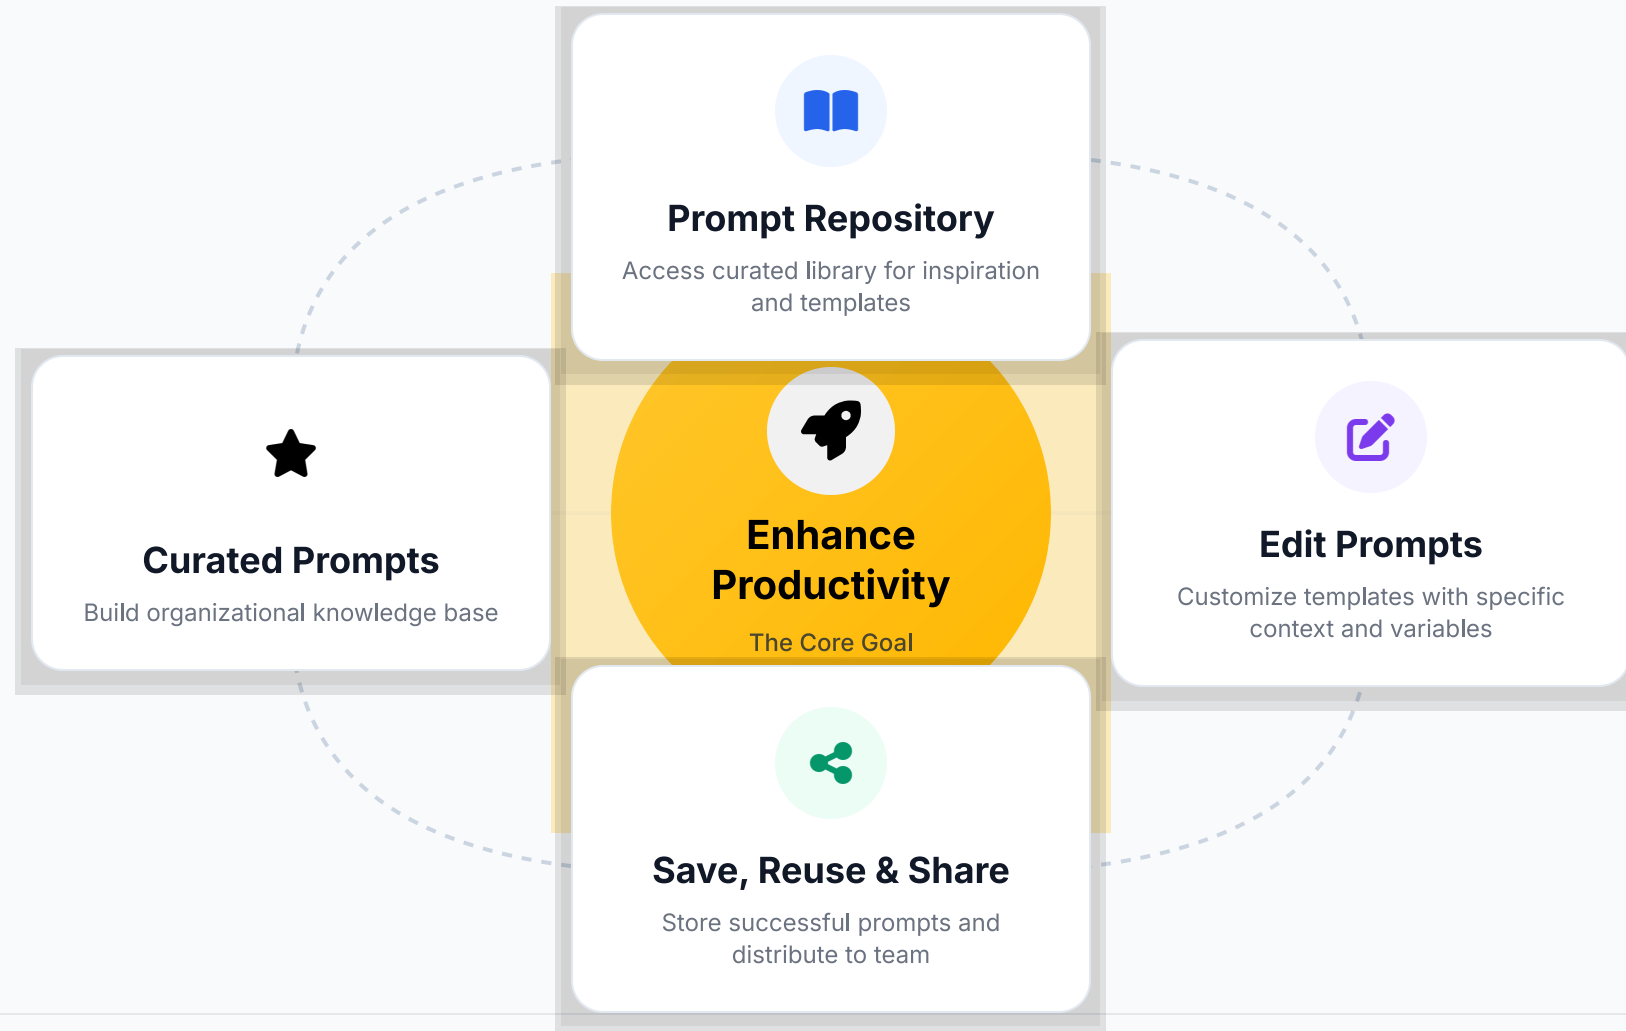 Prompt Repository
Access curated library for inspiration
and templates
Curated Prompts
Build organizational knowledge base
Enhance
Productivity
The Core Goal
Edit Prompts
Customize templates with specific
context and variables
Save, Reuse & Share
Store successful prompts and
distribute to team